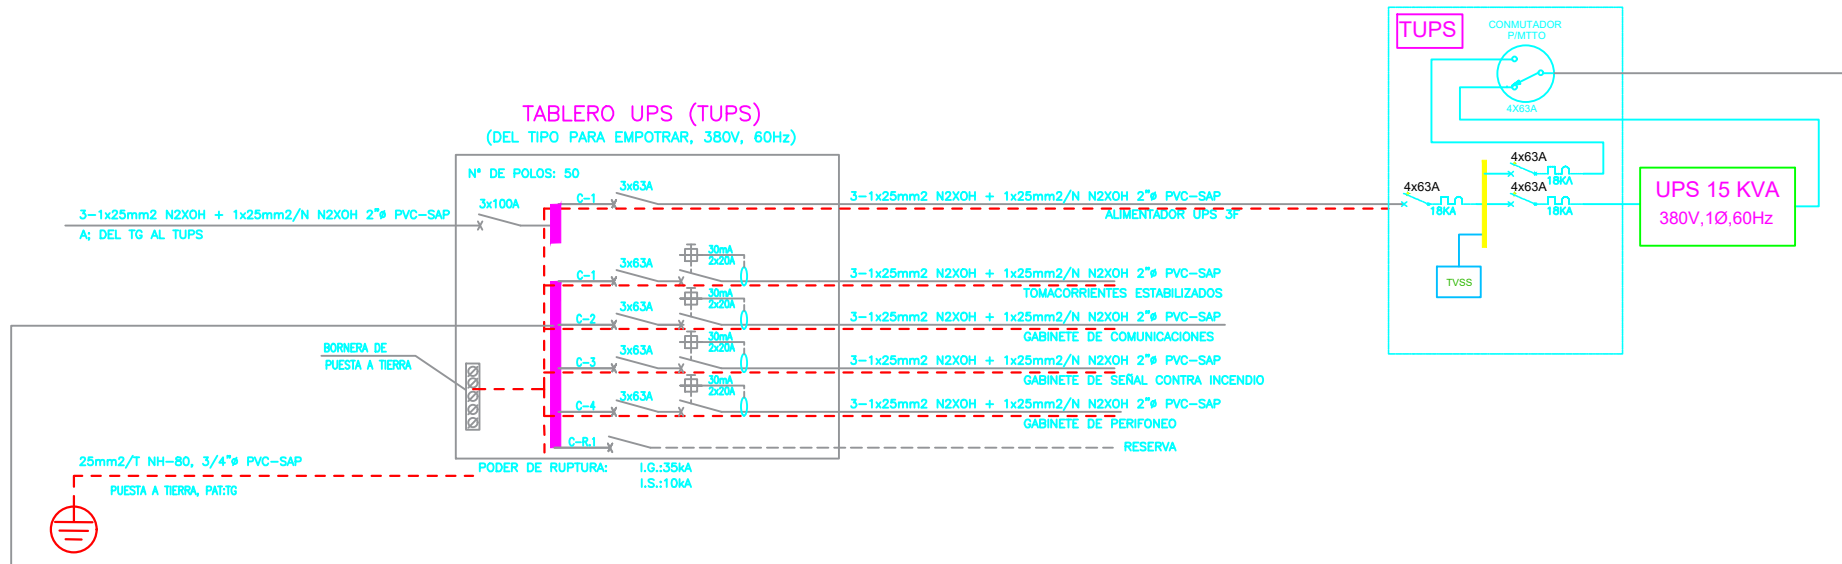 TUPS
CONMUTADOR
P/MTTO
4X63A
TABLERO UPS (TUPS)
(DEL TIPO PARA EMPOTRAR, 380V, 60Hz)
N° DE POLOS: 50
3-1x25mm2 N2XOH + 1x25mm2/N N2XOH 2"ø PVC-SAP
A; DEL TG AL TUPS
3x100A
C-1
3x63A
3-1x25mm2 N2XOH + 1x25mm2/N N2XOH 2"ø PVC-SAP
ALIMENTADOR UPS 3F
4x63A
18KA
4x63A
18KA
4x63A
18KA
TVSS
UPS 15 KVA
380V,1Ø,60Hz
C-1
3x63A
30mA
2x20A
3-1x25mm2 N2XOH + 1x25mm2/N N2XOH 2"ø PVC-SAP
TOMACORRIENTES ESTABILIZADOS
C-2
3x63A
30mA
2x20A
3-1x25mm2 N2XOH + 1x25mm2/N N2XOH 2"ø PVC-SAP
GABINETE DE COMUNICACIONES
BORNERA DE
PUESTA A TIERRA
C-3
3x63A
30mA
2x20A
3-1x25mm2 N2XOH + 1x25mm2/N N2XOH 2"ø PVC-SAP
GABINETE DE SEÑAL CONTRA INCENDIO
C-4
3x63A
30mA
2x20A
3-1x25mm2 N2XOH + 1x25mm2/N N2XOH 2"ø PVC-SAP
GABINETE DE PERIFONEO
C-R.1
RESERVA
PODER DE RUPTURA: I.G.:35kA
I.S.:10kA
25mm2/T NH-80, 3/4"ø PVC-SAP
PUESTA A TIERRA, PAT:TG